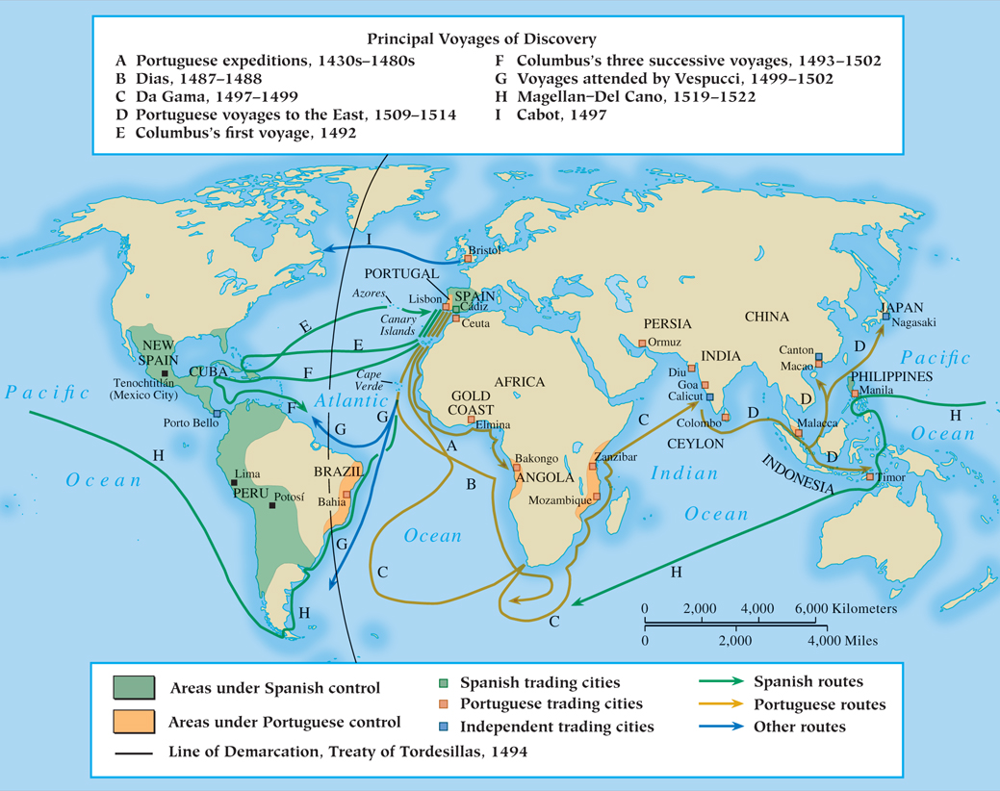 Principal Voyages of Discovery
A Portuguese expeditions, 1430s–1480s
B Dias, 1487–1488
C Da Gama, 1497–1499
D Portuguese voyages to the East, 1509–1514
E Columbus's first voyage, 1492
F Columbus's three successive voyages, 1493–1502
G Voyages attended by Vespucci, 1499–1502
H Magellan–Del Cano, 1519–1522
I Cabot, 1497
I
Bristol
PORTUGAL
Azores
Lisbon
SPAIN
Cádiz
Ceuta
Canary
Islands
E
E
F
NEW
SPAIN
CUBA
Tenochtitlán
(Mexico City)
Porto Bello
Cape
Verde
Atlantic
F
G
G
PERSIA
Ormuz
CHINA
JAPAN
Nagasaki
INDIA
Diu
Goa
Calicut
Canton
Macao
D
Pacific
PHILIPPINES
Manila
AFRICA
GOLD
COAST
Elmina
A
C
Colombo
CEYLON
D
D
Malacca
H
Ocean
Pacific
H
Ocean
Lima
PERU
Potosí
BRAZIL
Bahia
G
B
Bakongo
ANGOLA
Zanzibar
Mozambique
Indian
Ocean
D
INDONESIA
Timor
Ocean
C
H
H
C
0 2,000 4,000 6,000 Kilometers
0 2,000 4,000 Miles
Areas under Spanish control
Areas under Portuguese control
Line of Demarcation, Treaty of Tordesillas, 1494
Spanish trading cities
Portuguese trading cities
Independent trading cities
Spanish routes
Portuguese routes
Other routes